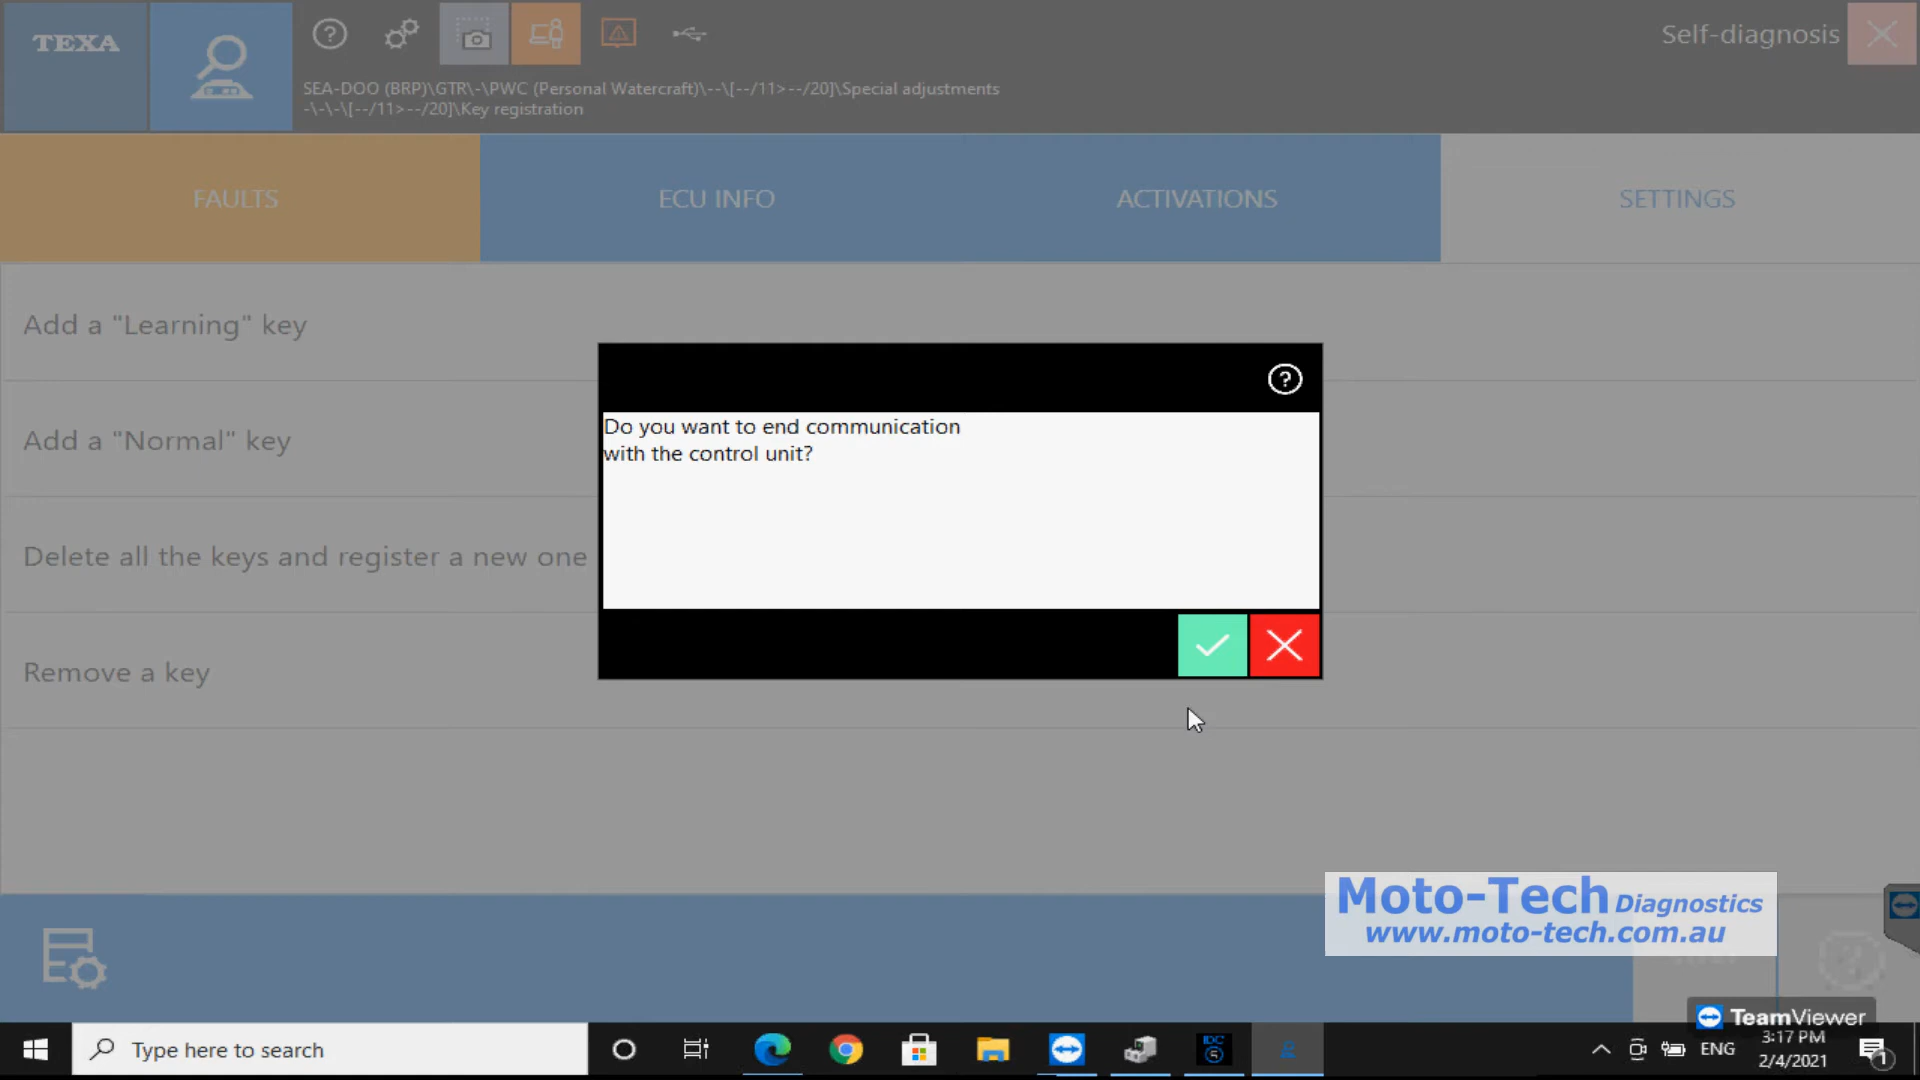 TEXA
Self-diagnosis
SEA-DOO (BRP)\GTR\-\PWC (Personal Watercraft)\--\[--/11>--/20]\Special adjustments
-\-\-\[--/11>--/20]\Key registration
FAULTS
ECU INFO
ACTIVATIONS
SETTINGS
Add a "Learning" key
Add a "Normal" key
Delete all the keys and register a new one
Remove a key
Do you want to end communication
with the control unit?
Moto-Tech Diagnostics
www.moto-tech.com.au
TeamViewer
Type here to search
IDC
5
ENG
3:17 PM
2/4/2021
1